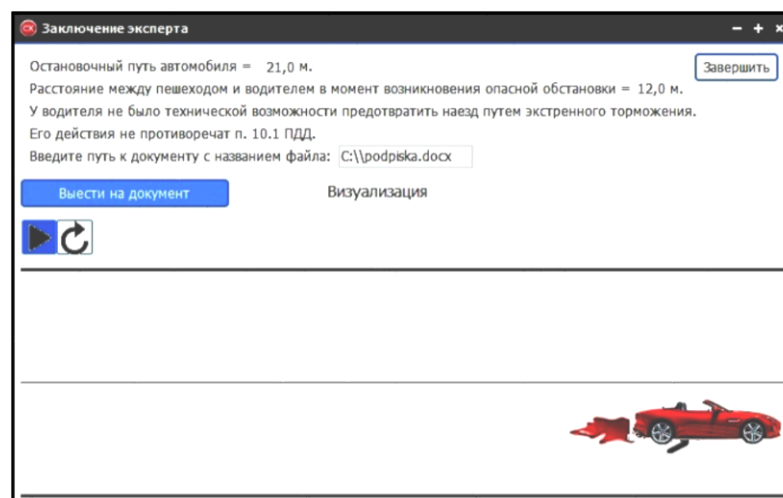 Заключение эксперта
Остановочный путь автомобиля = 21,0 м.
Завершить
Расстояние между пешеходом и водителем в момент возникновения опасной обстановки = 12,0 м.
У водителя не было технической возможности предотвратить наезд путем экстренного торможения.
Его действия не противоречат п. 10.1 ПДД.
Введите путь к документу с названием файла: C:\\podpiska.docx
Выести на документ
Визуализация